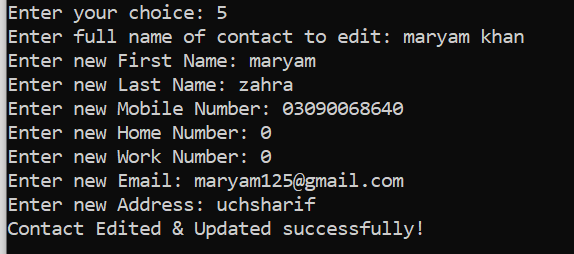 Enter your choice: 5
Enter full name of contact to edit: maryam khan
Enter new First Name: maryam
Enter new Last Name: zahra
Enter new Mobile Number: 03090068640
Enter new Home Number: 0
Enter new Work Number: 0
Enter new Email: maryam125@gmail.com
Enter new Address: uchsharif
Contact Edited & Updated successfully!